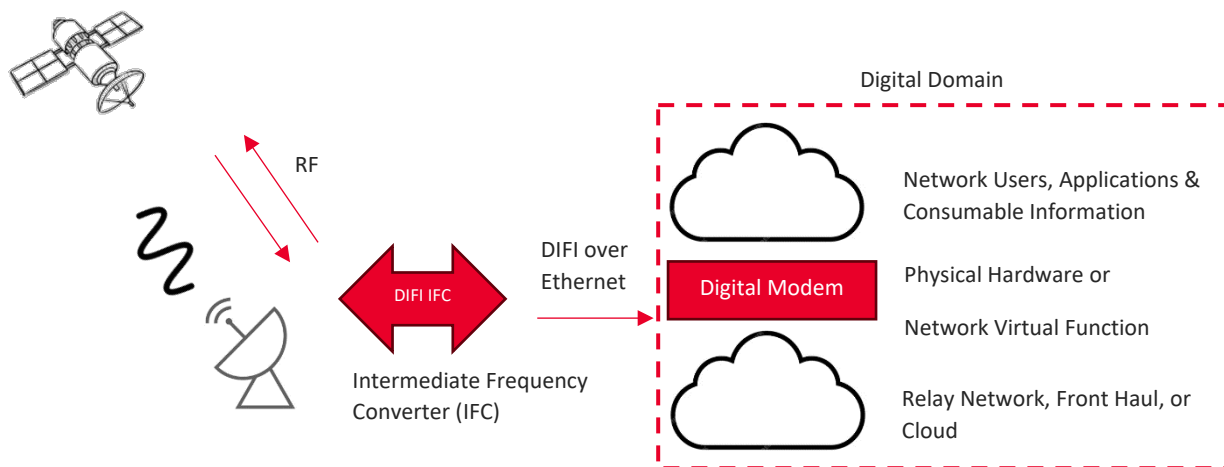 Digital Domain
RF
Network Users, Applications &
Consumable Information
DIFI over
Ethernet
DIFI IFC
Digital Modem
Physical Hardware or
Network Virtual Function
Intermediate Frequency
Converter (IFC)
Relay Network, Front Haul, or
Cloud